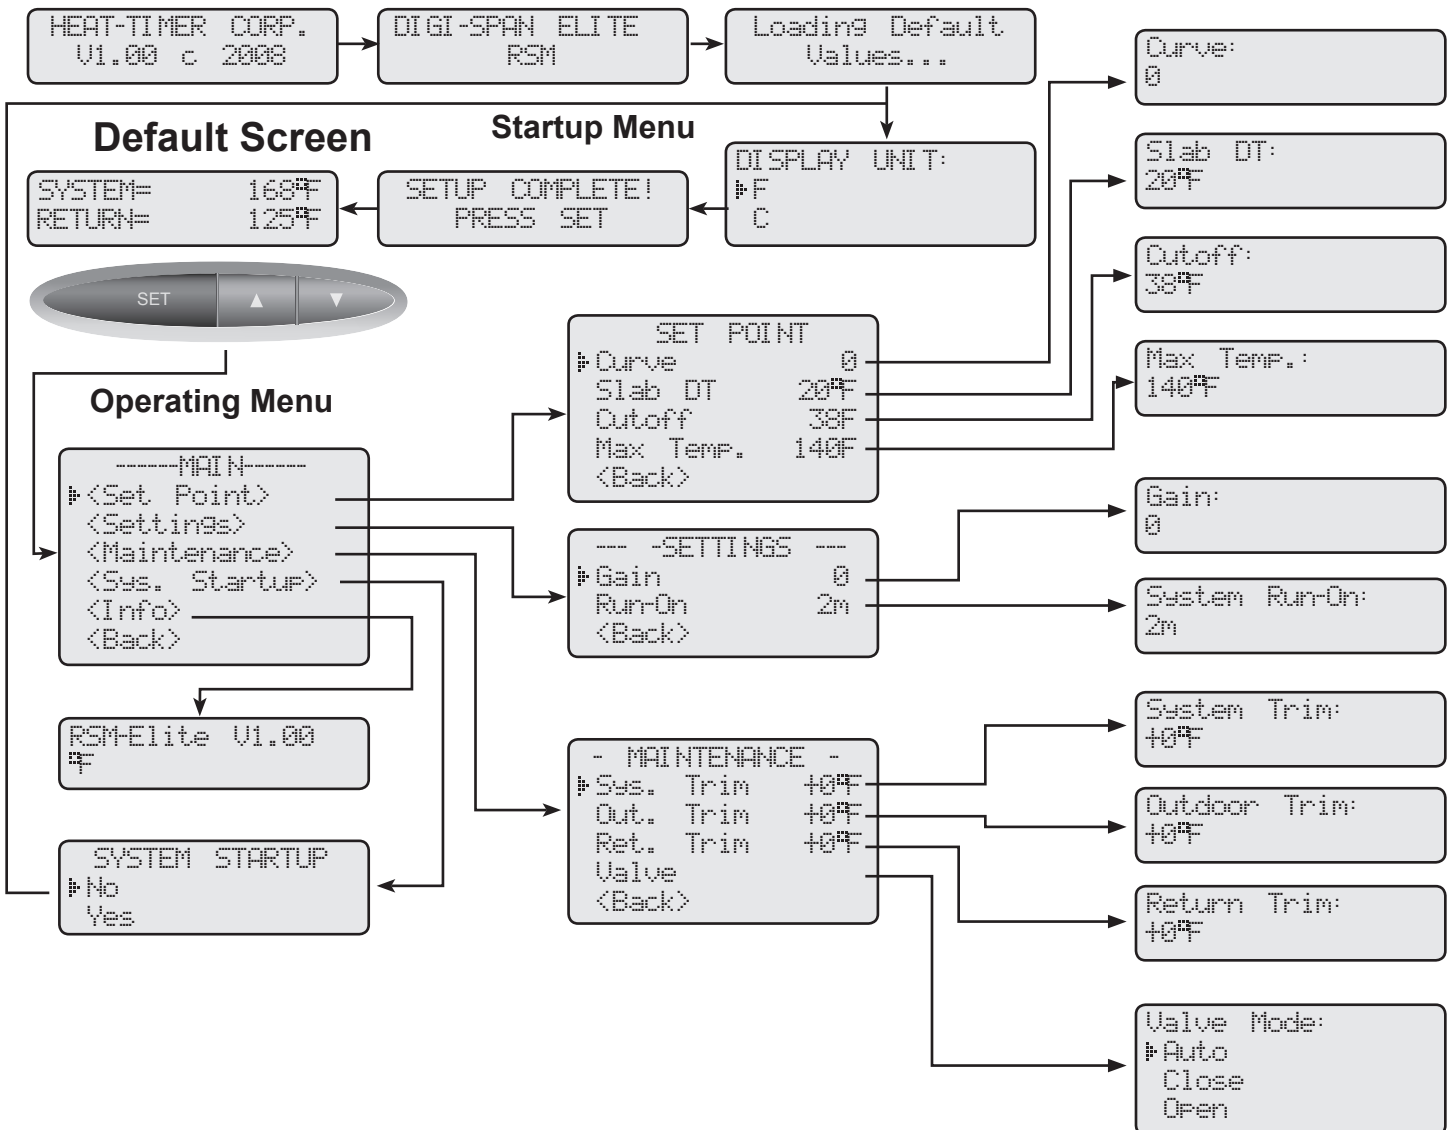 HEAT-TIMER CORP.
V1.00 c 2008
DIGI-SPAN ELITE
RSM
Loading Default
Values...
Default Screen
Startup Menu
DISPLAY UNIT:
F
C
SETUP COMPLETE!
PRESS SET
SYSTEM= 168°F
RETURN= 125°F
SET ▲ ▼
Operating Menu
------MAIN------
<Set Point>
<Settings>
<Maintenance>
<Sys. Startup>
<Info>
<Back>
RSM-Elite V1.00
°F
SYSTEM STARTUP
No
Yes
SET POINT
Curve 0
Slab DT 20°F
Cutoff 38F
Max Temp. 140F
<Back>
--- -SETTINGS ---
Gain 0
Run-On 2m
<Back>
- MAINTENANCE -
Sys. Trim +0°F
Out. Trim +0°F
Ret. Trim +0°F
Valve
<Back>
Curve:
0
Slab DT:
20°F
Cutoff:
38°F
Max Temp.:
140°F
Gain:
0
System Run-On:
2m
System Trim:
+0°F
Outdoor Trim:
+0°F
Return Trim:
+0°F
Valve Mode:
Auto
Close
Open